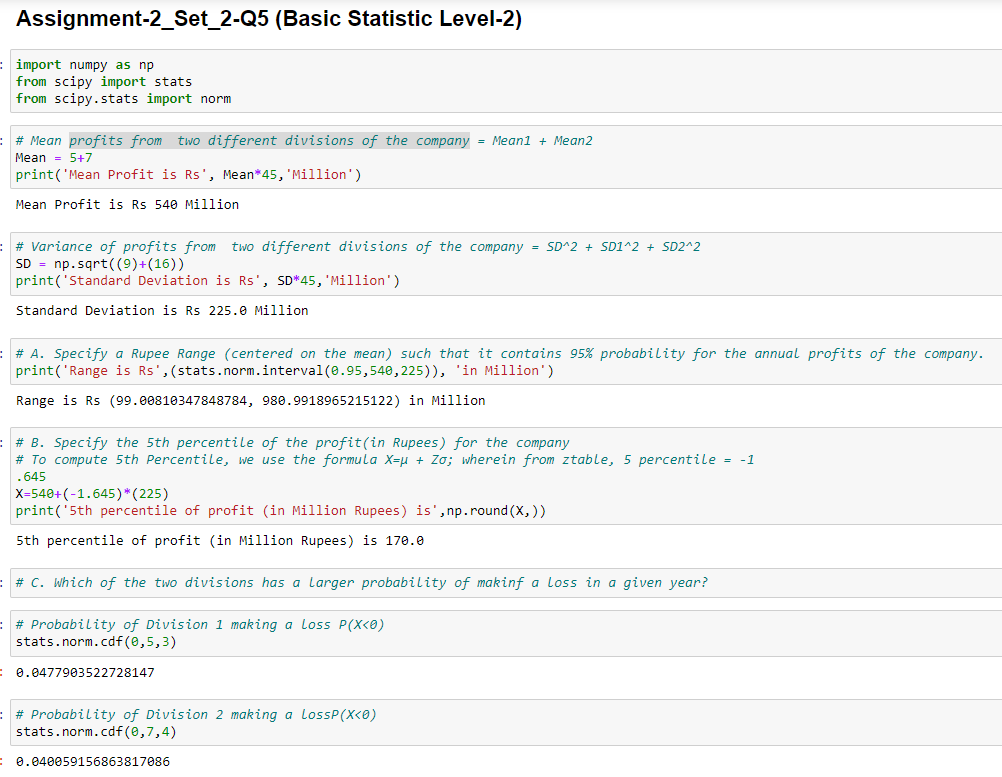 Assignment-2_Set_2-Q5 (Basic Statistic Level-2)
:
import numpy as np
from scipy import stats
from scipy.stats import norm
:
# Mean profits from  two different divisions of the company = Mean1 + Mean2
Mean = 5+7
print('Mean Profit is Rs', Mean*45,'Million')
Mean Profit is Rs 540 Million
:
# Variance of profits from  two different divisions of the company = SD^2 + SD1^2 + SD2^2
SD = np.sqrt((9)+(16))
print('Standard Deviation is Rs', SD*45,'Million')
Standard Deviation is Rs 225.0 Million
:
# A. Specify a Rupee Range (centered on the mean) such that it contains 95% probability for the annual profits of the company.
print('Range is Rs',(stats.norm.interval(0.95,540,225)), 'in Million')
Range is Rs (99.00810347848784, 980.9918965215122) in Million
:
# B. Specify the 5th percentile of the profit(in Rupees) for the company
# To compute 5th Percentile, we use the formula X=μ + Zσ; wherein from ztable, 5 percentile = -1
.645
X=540+(-1.645)*(225)
print('5th percentile of profit (in Million Rupees) is',np.round(X,))
5th percentile of profit (in Million Rupees) is 170.0
:
# C. Which of the two divisions has a larger probability of makinf a loss in a given year?
:
# Probability of Division 1 making a loss P(X<0)
stats.norm.cdf(0,5,3)
:
0.0477903522728147
:
# Probability of Division 2 making a lossP(X<0)
stats.norm.cdf(0,7,4)
:
0.040059156863817086